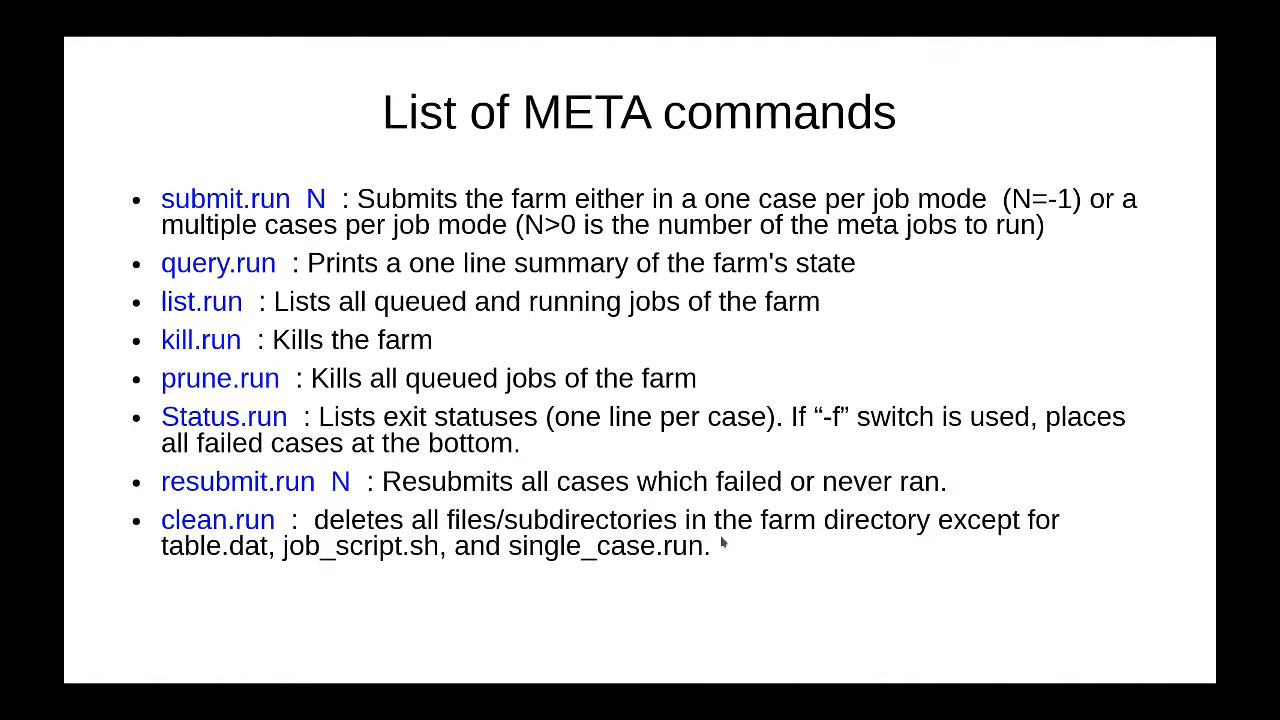 List of META commands
• submit.run N : Submits the farm either in a one case per job mode (N=-1) or a
multiple cases per job mode (N>0 is the number of the meta jobs to run)
• query.run : Prints a one line summary of the farm's state
• list.run : Lists all queued and running jobs of the farm
• kill.run : Kills the farm
• prune.run : Kills all queued jobs of the farm
• Status.run : Lists exit statuses (one line per case). If “-f” switch is used, places
all failed cases at the bottom.
• resubmit.run N : Resubmits all cases which failed or never ran.
• clean.run : deletes all files/subdirectories in the farm directory except for
table.dat, job_script.sh, and single_case.run.